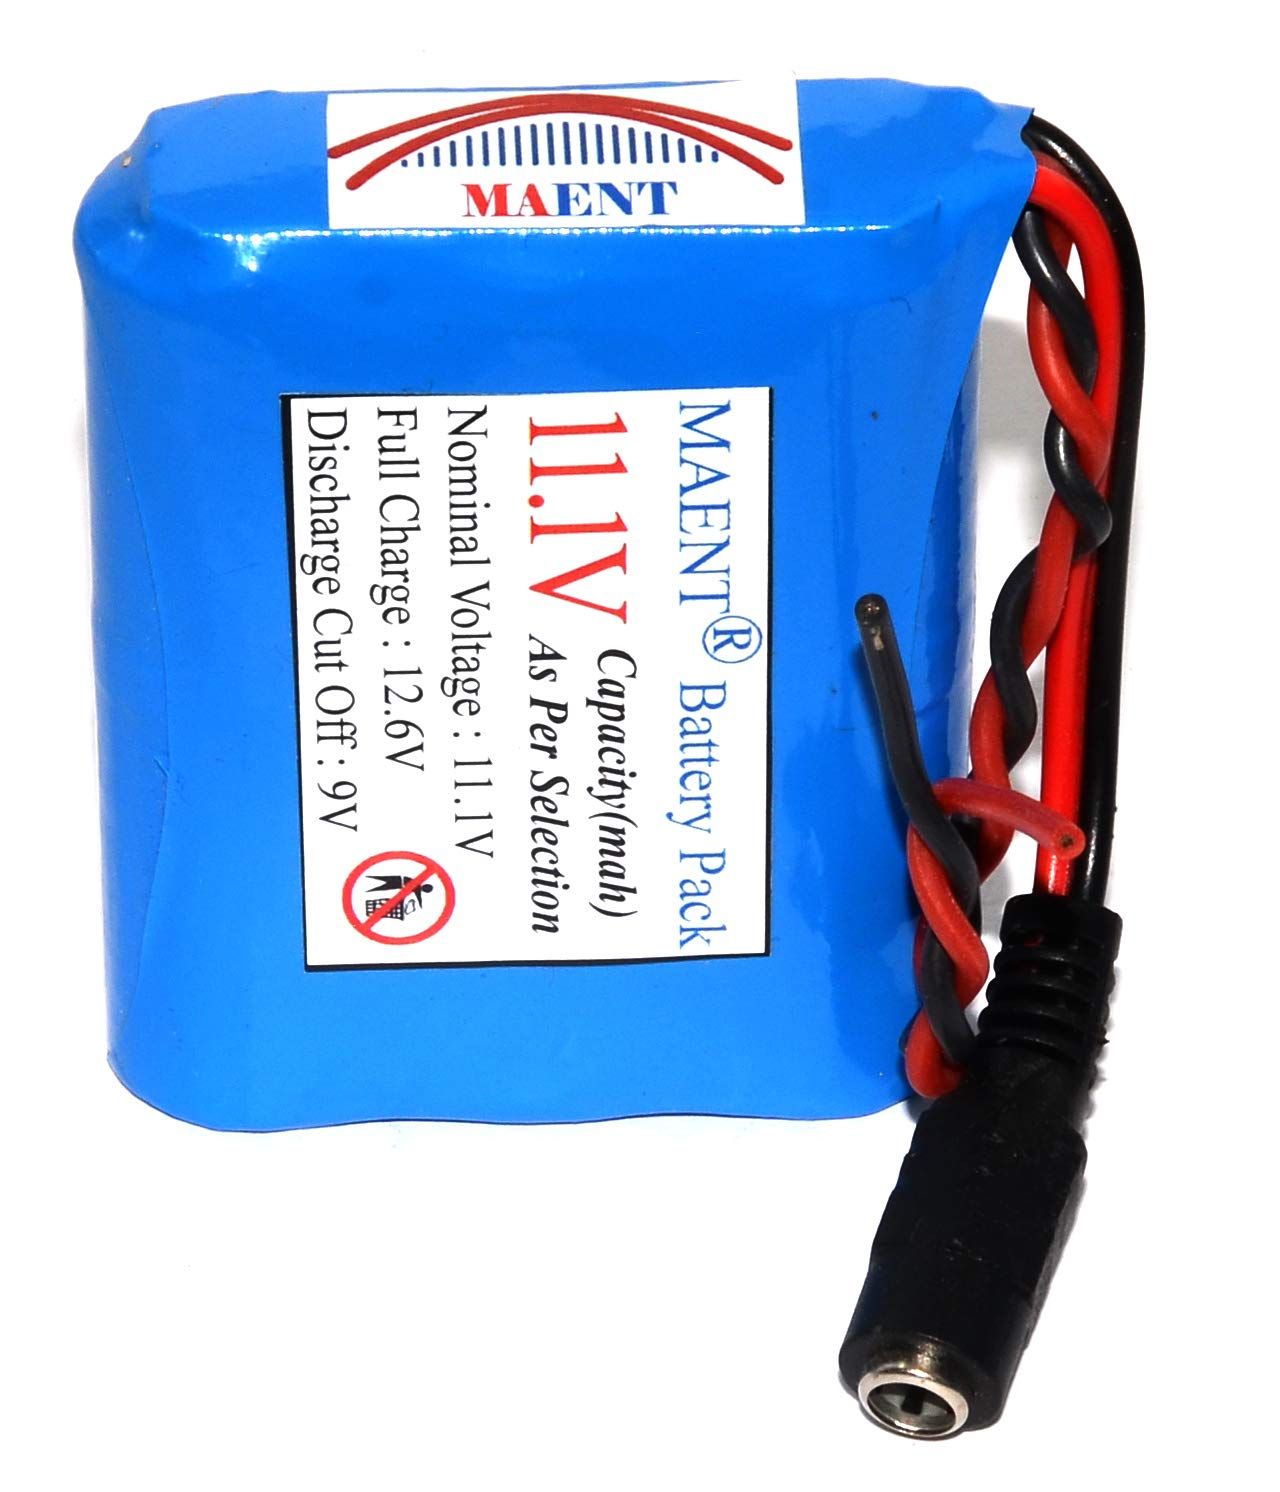 MAENT
MAENT® Battery Pack
Capacity(mah)
11.1V As Per Selection
Nominal Voltage : 11.1V
Full Charge : 12.6V
Discharge Cut Off : 9V